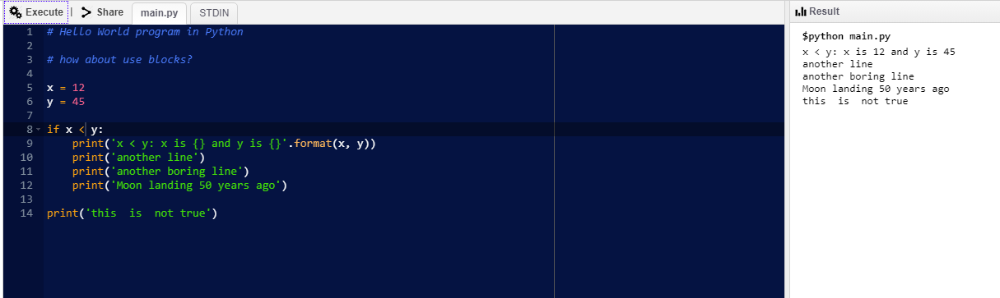 Execute | Share main.py STDIN
1 # Hello World program in Python
2
3 # how about use blocks?
4
5 x = 12
6 y = 45
7
8 if x < y:
9 print('x < y: x is {} and y is {}'.format(x, y))
10 print('another line')
11 print('another boring line')
12 print('Moon landing 50 years ago')
13
14 print('this  is  not true')
Result
$python main.py
x < y: x is 12 and y is 45
another line
another boring line
Moon landing 50 years ago
this  is  not true